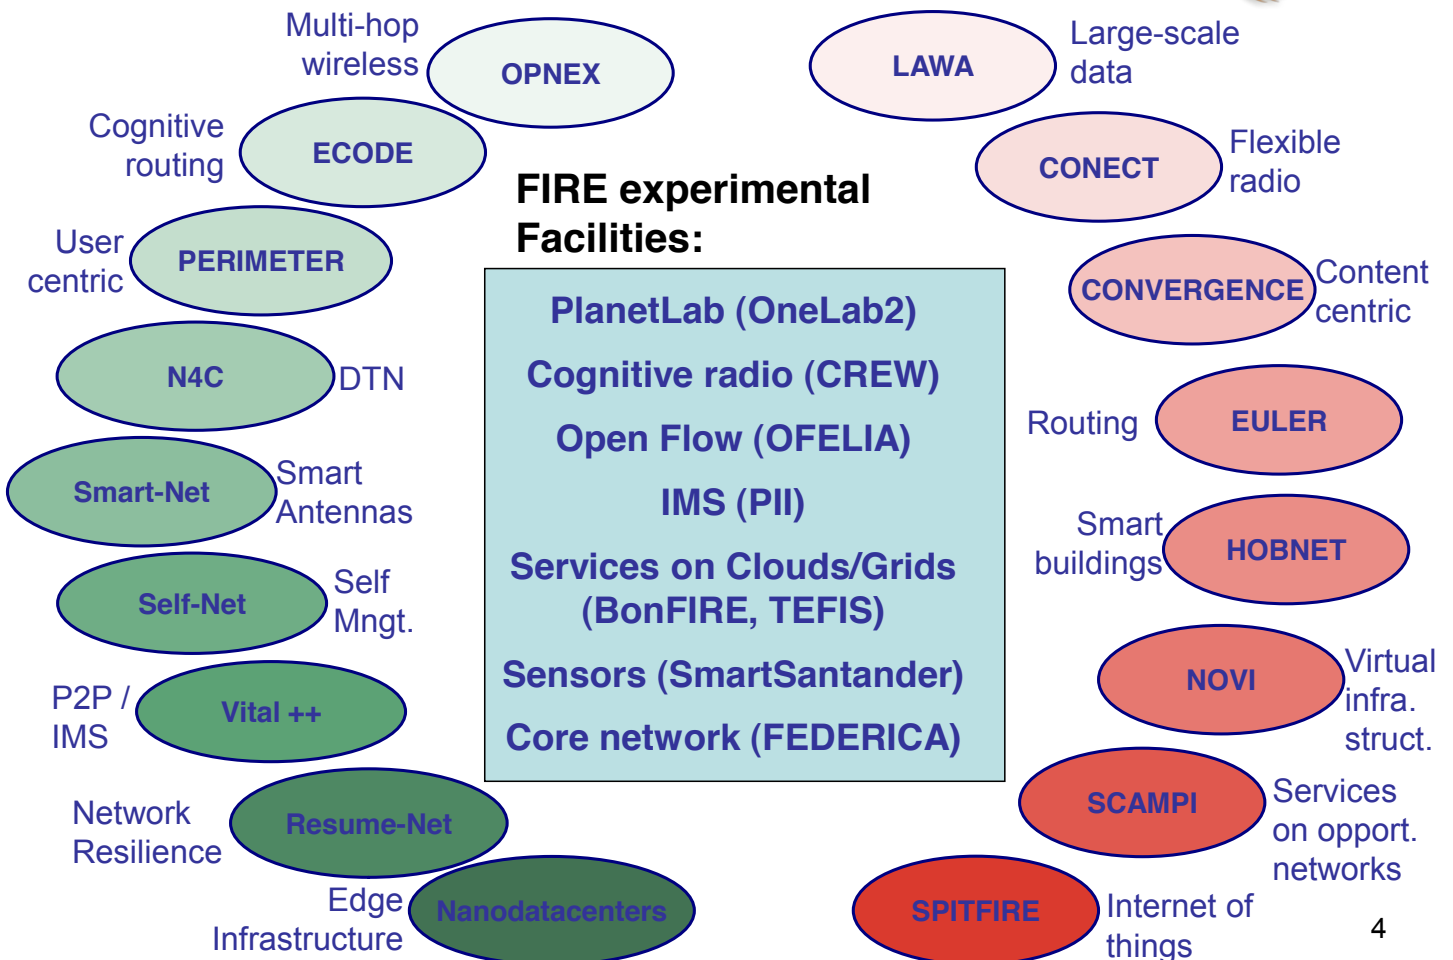 Multi-hop
wireless
OPNEX
Cognitive
routing
ECODE
User
centric
PERIMETER
N4C
DTN
Smart-Net
Smart
Antennas
Self-Net
Self
Mngt.
P2P /
IMS
Vital ++
Network
Resilience
Resume-Net
Edge
Infrastructure
Nanodatacenters
FIRE experimental
Facilities:
PlanetLab (OneLab2)
Cognitive radio (CREW)
Open Flow (OFELIA)
IMS (PII)
Services on Clouds/Grids
(BonFIRE, TEFIS)
Sensors (SmartSantander)
Core network (FEDERICA)
LAWA
Large-scale
data
CONECT
Flexible
radio
CONVERGENCE
Content
centric
Routing
EULER
Smart
buildings
HOBNET
NOVI
Virtual
infra.
struct.
SCAMPI
Services
on opport.
networks
SPITFIRE
Internet of
things
4